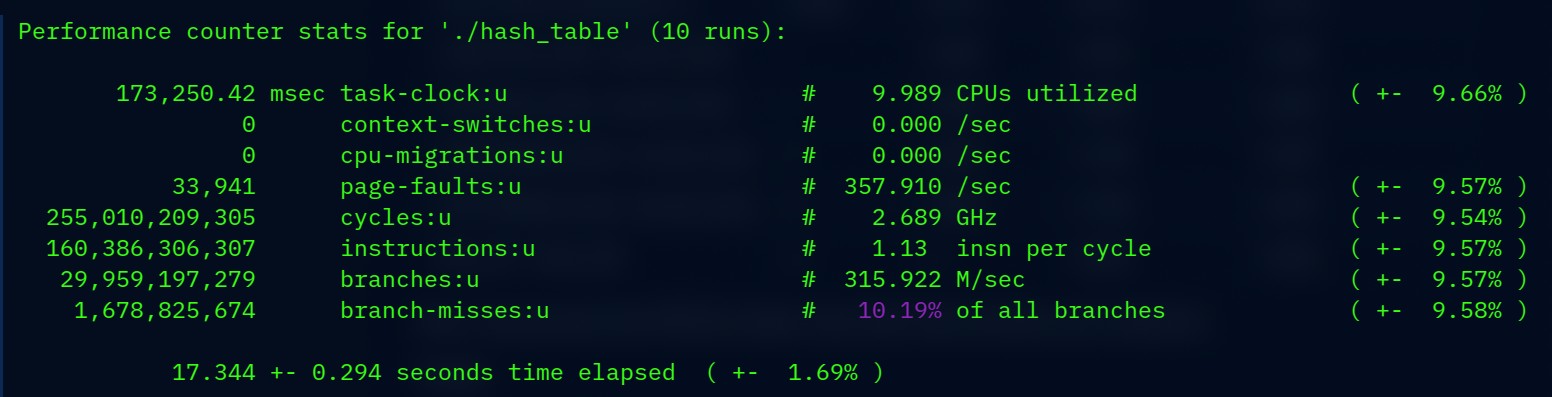 Performance counter stats for './hash_table' (10 runs):
173,250.42 msec task-clock:u # 9.989 CPUs utilized ( +- 9.66% )
0 context-switches:u # 0.000 /sec
0 cpu-migrations:u # 0.000 /sec
33,941 page-faults:u # 357.910 /sec ( +- 9.57% )
255,010,209,305 cycles:u # 2.689 GHz ( +- 9.54% )
160,386,306,307 instructions:u # 1.13 insn per cycle ( +- 9.57% )
29,959,197,279 branches:u # 315.922 M/sec ( +- 9.57% )
1,678,825,674 branch-misses:u # 10.19% of all branches ( +- 9.58% )
17.344 +- 0.294 seconds time elapsed ( +- 1.69% )